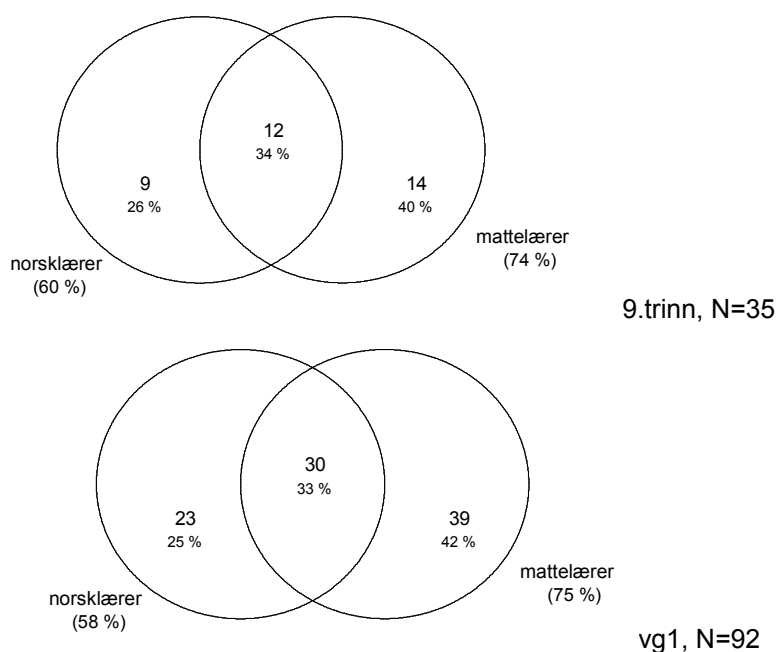 12
34 %
9
26 %
14
40 %
norsklærer
(60 %)
mattelærer
(74 %)
9.trinn, N=35
30
33 %
23
25 %
39
42 %
norsklærer
(58 %)
mattelærer
(75 %)
vg1, N=92